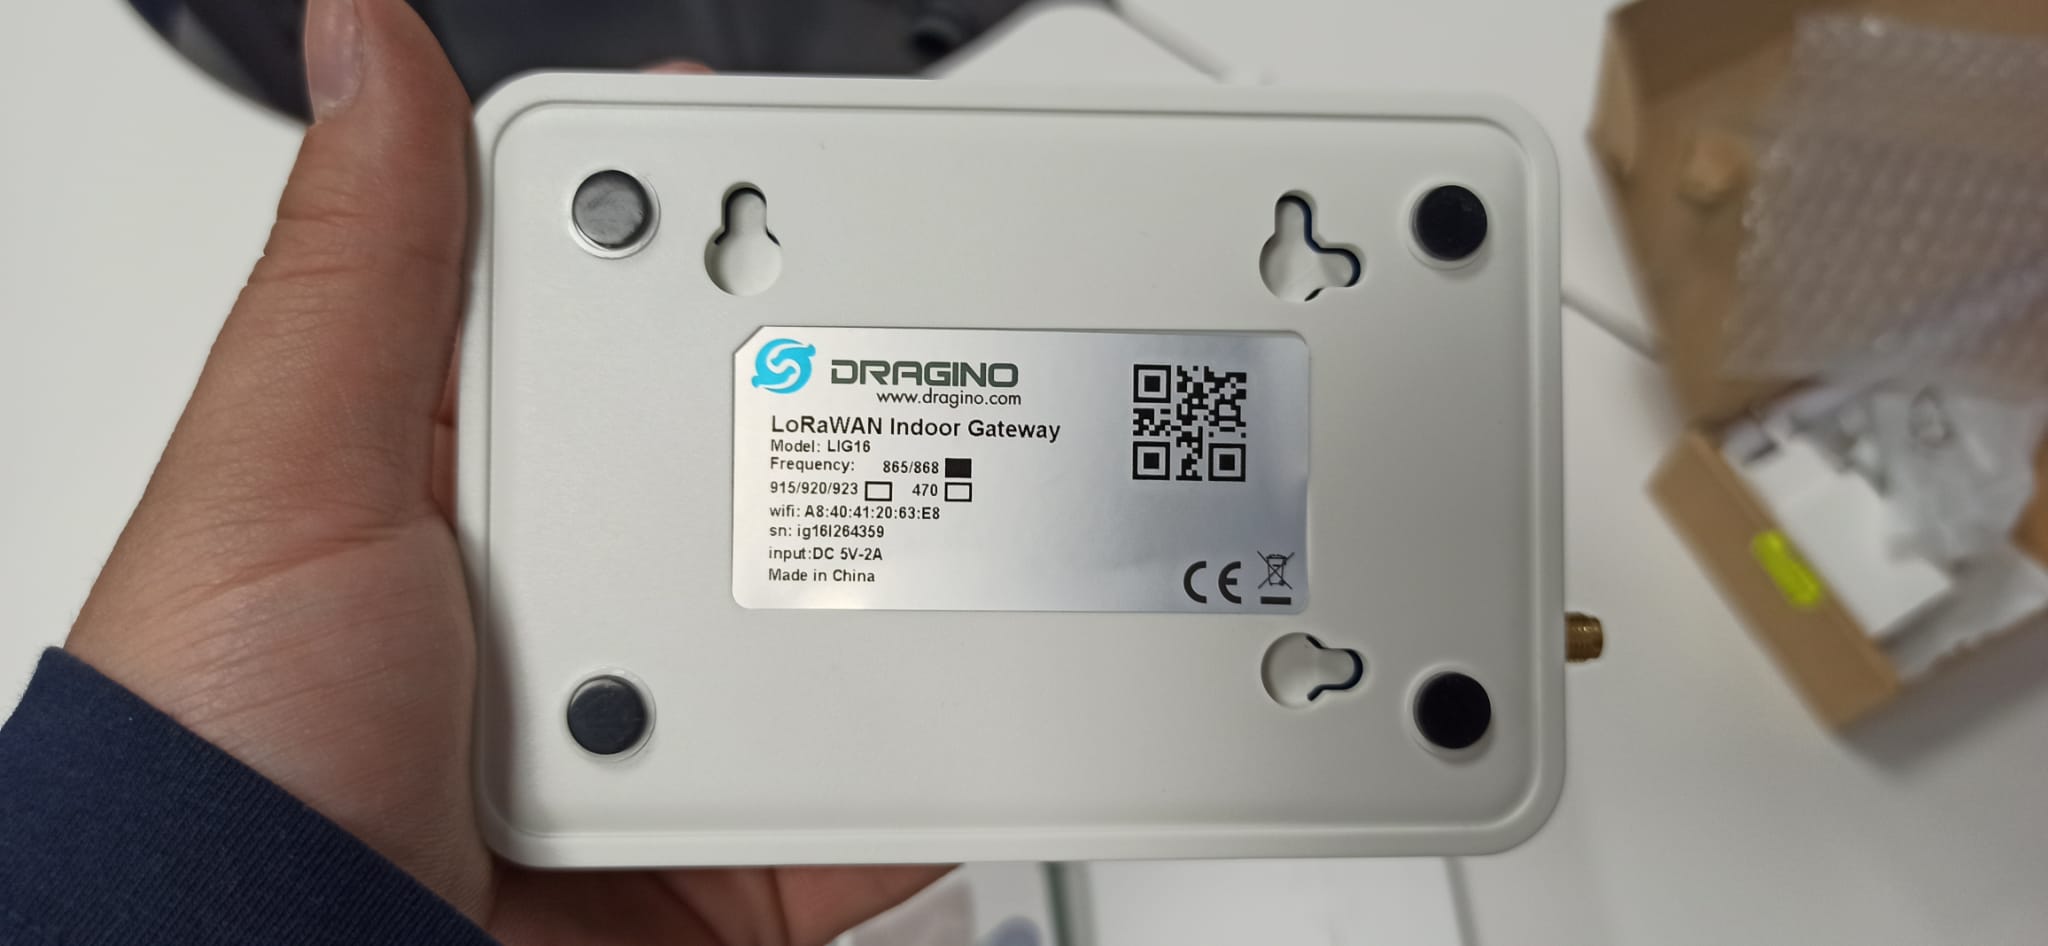 DRAGINO
www.dragino.com
LoRaWAN Indoor Gateway
Model: LIG16
Frequency: 865/868
915/920/923 470
wifi: A8:40:41:20:63:E8
sn: ig16l264359
input:DC 5V-2A
Made in China
CE